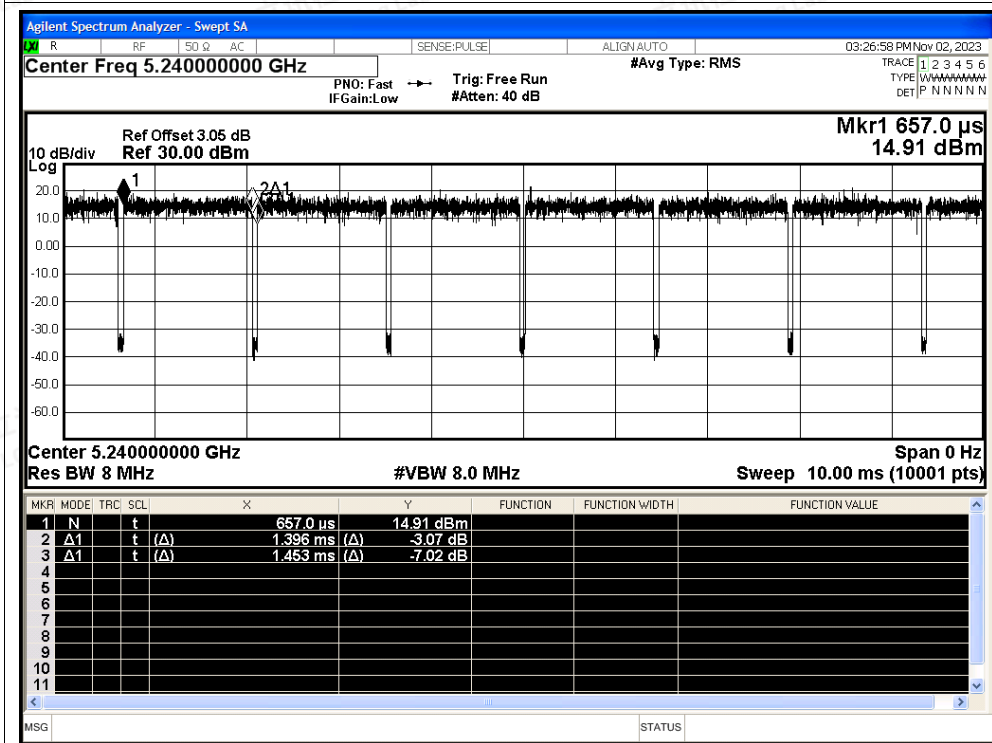 Agilent Spectrum Analyzer - Swept SA
LXI R RF 50 Ω AC SENSE:PULSE ALIGN AUTO 03:26:58 PM Nov 02, 2023
Center Freq 5.240000000 GHz #Avg Type: RMS TRACE 1 2 3 4 5 6
PNO: Fast Trig: Free Run TYPE WWWWWW
IFGain:Low #Atten: 40 dB DET P N N N N N
Mkr1 657.0 µs
Ref Offset 3.05 dB
10 dB/div Ref 30.00 dBm 14.91 dBm
Log
1
2Δ1
20.0
10.0
0.00
-10.0
-20.0
-30.0
-40.0
-50.0
-60.0
Center 5.240000000 GHz Span 0 Hz
Res BW 8 MHz #VBW 8.0 MHz Sweep 10.00 ms (10001 pts)
MKR MODE TRC SCL X Y FUNCTION FUNCTION WIDTH FUNCTION VALUE
1 N t 657.0 µs 14.91 dBm
2 Δ1 t (Δ) 1.396 ms (Δ) -3.07 dB
3 Δ1 t (Δ) 1.453 ms (Δ) -7.02 dB
4
5
6
7
8
9
10
11
MSG STATUS